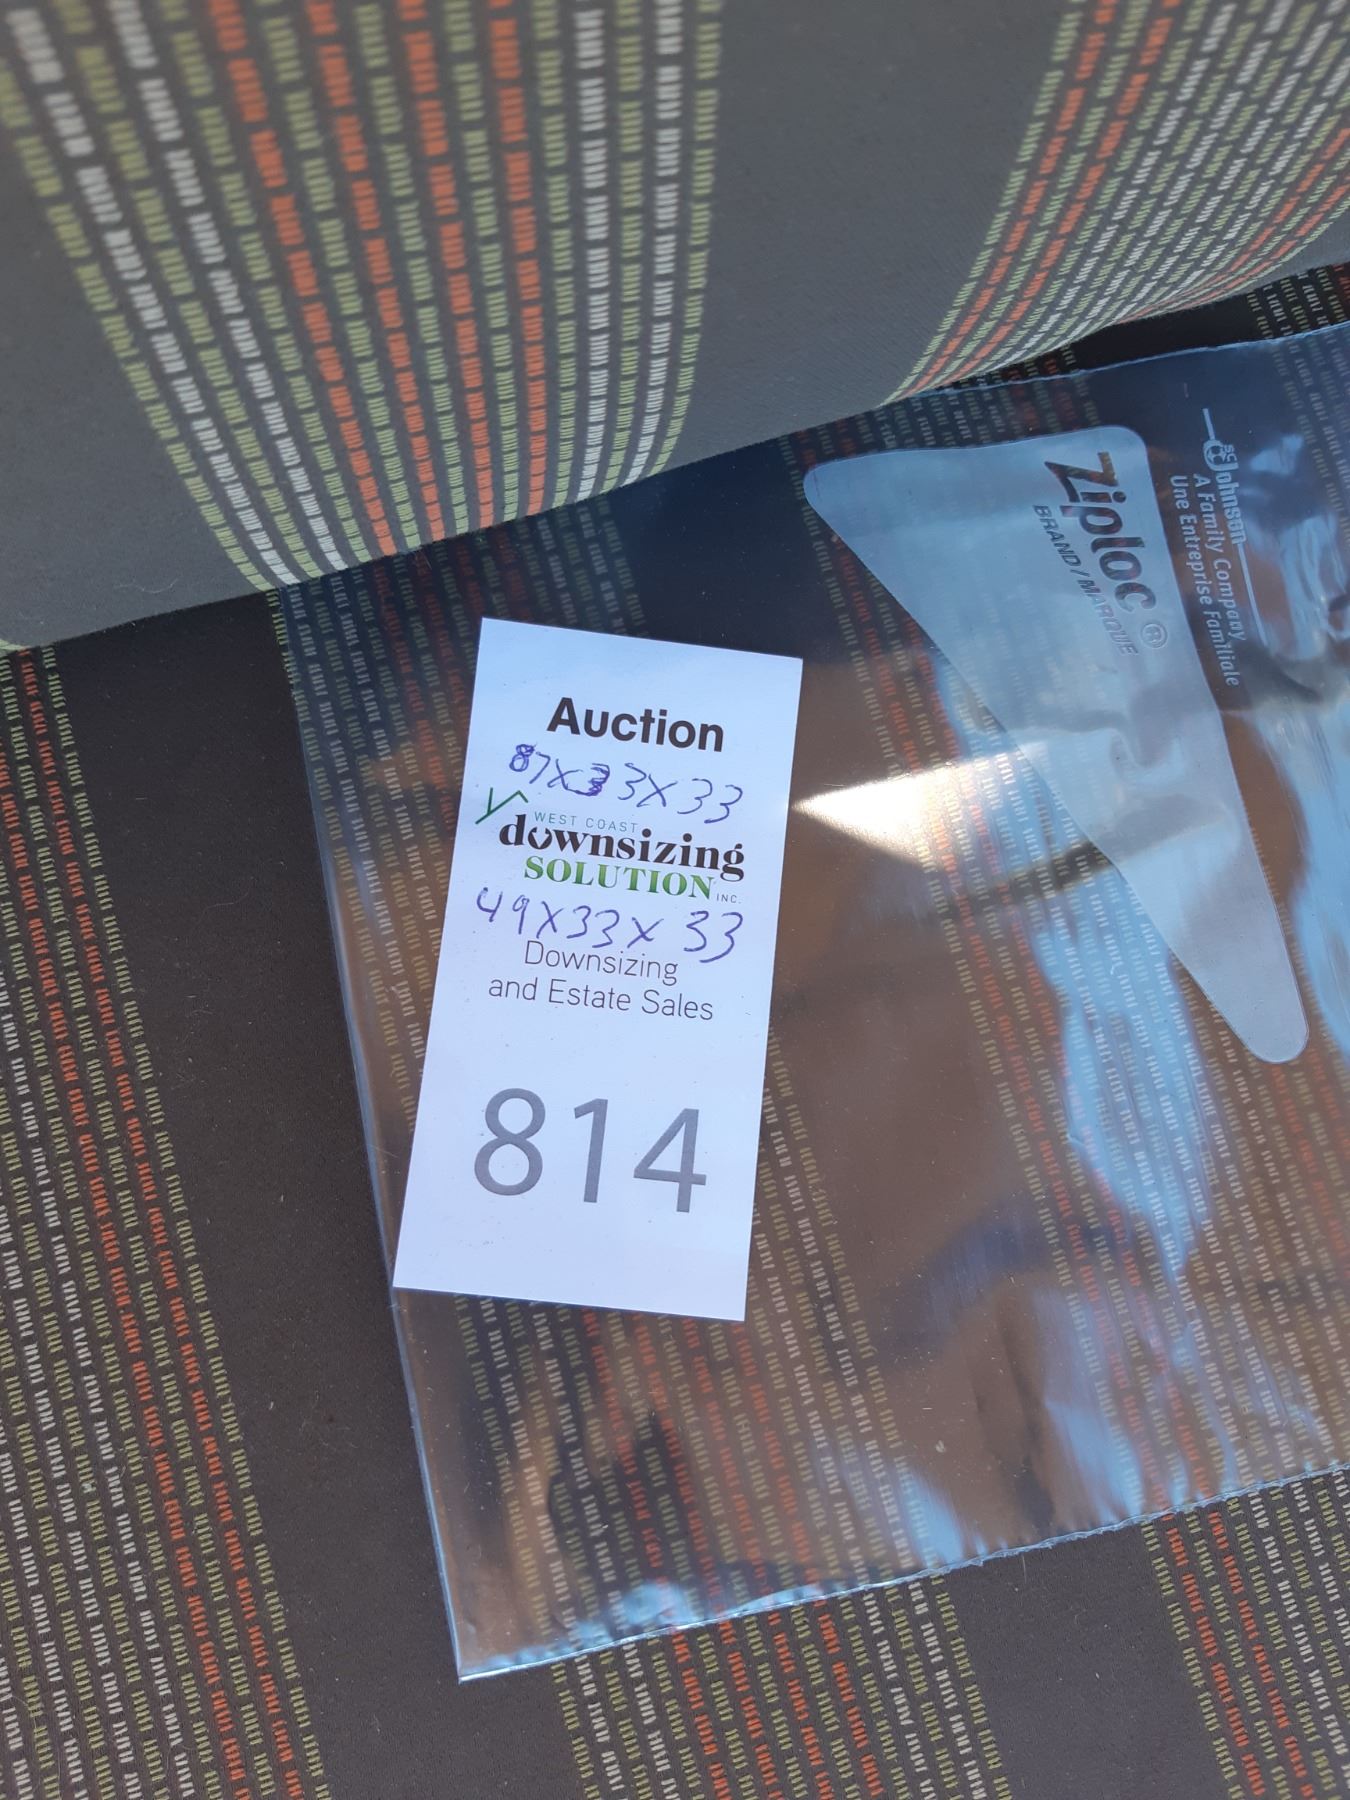 Auction
87X33X33
WEST COAST
downsizing
SOLUTION INC.
49X33X33
Downsizing
and Estate Sales
814
Ziploc®
BRAND / MARQUE
SC Johnson
A Family Company
Une Entreprise Familiale